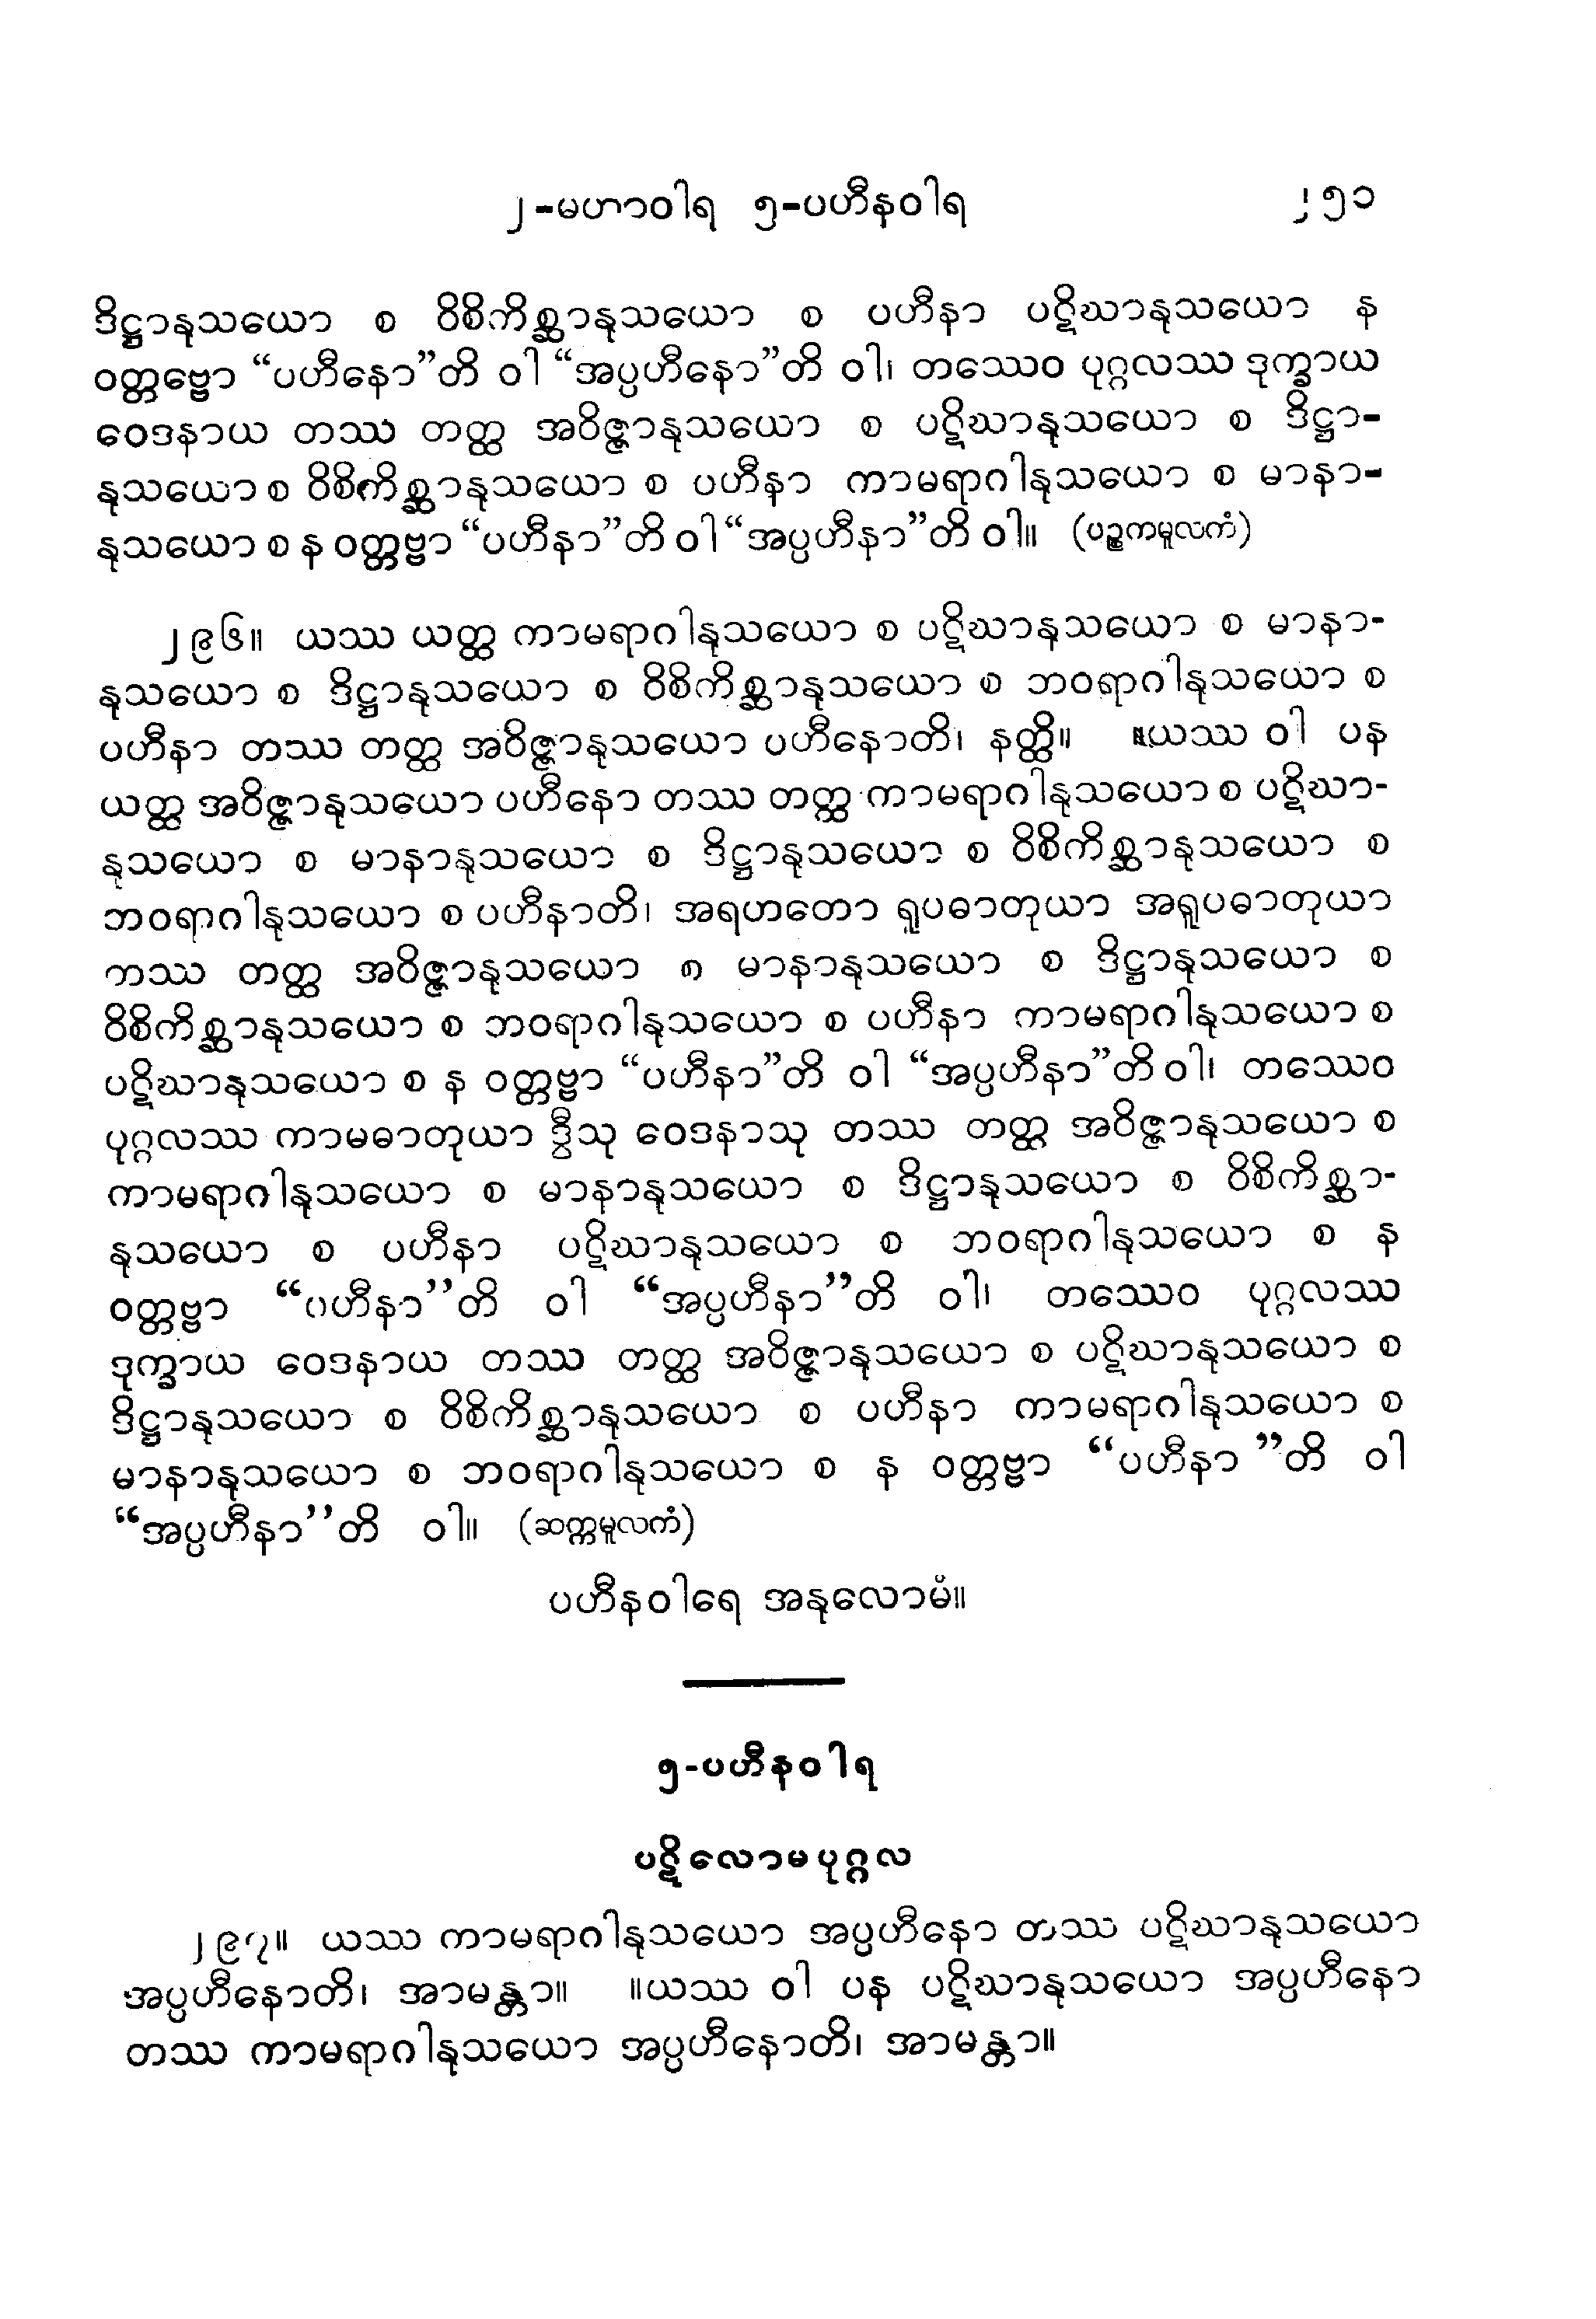 ၂-မဟာဝါရ ၅-ပဟီနဝါရ ၂၅၁
ဒိဋ္ဌာနုသယော စ ဝိစိကိစ္ဆာနုသယော စ ပဟီနာ ပဋိဃာနုသယော န
ဝတ္တဗ္ဗော “ပဟီနော”တိ ဝါ “အပ္ပဟီနော”တိ ဝါ၊ တဿေဝ ပုဂ္ဂလဿ ဒုက္ခာယ
ဝေဒနာယ တဿ တတ္ထ အဝိဇ္ဇာနုသယော စ ပဋိဃာနုသယော စ ဒိဋ္ဌာ-
နုသယော စ ဝိစိကိစ္ဆာနုသယော စ ပဟီနာ ကာမရာဂါနုသယော စ မာနာ-
နုသယော စ န ဝတ္တဗ္ဗာ “ပဟီနာ”တိ ဝါ “အပ္ပဟီနာ”တိ ဝါ။ (ပဉ္စကမူလကံ)
၂၉၆။ ယဿ ယတ္ထ ကာမရာဂါနုသယော စ ပဋိဃာနုသယော စ မာနာ-
နုသယော စ ဒိဋ္ဌာနုသယော စ ဝိစိကိစ္ဆာနုသယော စ ဘဝရာဂါနုသယော စ
ပဟီနာ တဿ တတ္ထ အဝိဇ္ဇာနုသယော ပဟီနောတိ၊ နတ္ထိ။ ။ယဿ ဝါ ပန
ယတ္ထ အဝိဇ္ဇာနုသယော ပဟီနော တဿ တတ္ထ ကာမရာဂါနုသယော စ ပဋိဃာ-
နုသယော စ မာနာနုသယော စ ဒိဋ္ဌာနုသယော စ ဝိစိကိစ္ဆာနုသယော စ
ဘဝရာဂါနုသယော စ ပဟီနာတိ၊ အရဟတော ရူပဓာတုယာ အရူပဓာတုယာ
တဿ တတ္ထ အဝိဇ္ဇာနုသယော စ မာနာနုသယော စ ဒိဋ္ဌာနုသယော စ
ဝိစိကိစ္ဆာနုသယော စ ဘဝရာဂါနုသယော စ ပဟီနာ ကာမရာဂါနုသယော စ
ပဋိဃာနုသယော စ န ဝတ္တဗ္ဗာ “ပဟီနာ”တိ ဝါ “အပ္ပဟီနာ”တိ ဝါ၊ တဿေဝ
ပုဂ္ဂလဿ ကာမဓာတုယာ ဒွီသု ဝေဒနာသု တဿ တတ္ထ အဝိဇ္ဇာနုသယော စ
ကာမရာဂါနုသယော စ မာနာနုသယော စ ဒိဋ္ဌာနုသယော စ ဝိစိကိစ္ဆာ-
နုသယော စ ပဟီနာ ပဋိဃာနုသယော စ ဘဝရာဂါနုသယော စ န
ဝတ္တဗ္ဗာ “ပဟီနာ”တိ ဝါ “အပ္ပဟီနာ”တိ ဝါ၊ တဿေဝ ပုဂ္ဂလဿ
ဒုက္ခာယ ဝေဒနာယ တဿ တတ္ထ အဝိဇ္ဇာနုသယော စ ပဋိဃာနုသယော စ
ဒိဋ္ဌာနုသယော စ ဝိစိကိစ္ဆာနုသယော စ ပဟီနာ ကာမရာဂါနုသယော စ
မာနာနုသယော စ ဘဝရာဂါနုသယော စ န ဝတ္တဗ္ဗာ “ပဟီနာ”တိ ဝါ
“အပ္ပဟီနာ”တိ ဝါ။ (ဆက္ကမူလကံ)
ပဟီနဝါရေ အနုလောမံ။
၅-ပဟီနဝါရ
ပဋိလောမပုဂ္ဂလ
၂၉၇။ ယဿ ကာမရာဂါနုသယော အပ္ပဟီနော တဿ ပဋိဃာနုသယော
အပ္ပဟီနောတိ၊ အာမန္တာ။ ။ယဿ ဝါ ပန ပဋိဃာနုသယော အပ္ပဟီနော
တဿ ကာမရာဂါနုသယော အပ္ပဟီနောတိ၊ အာမန္တာ။